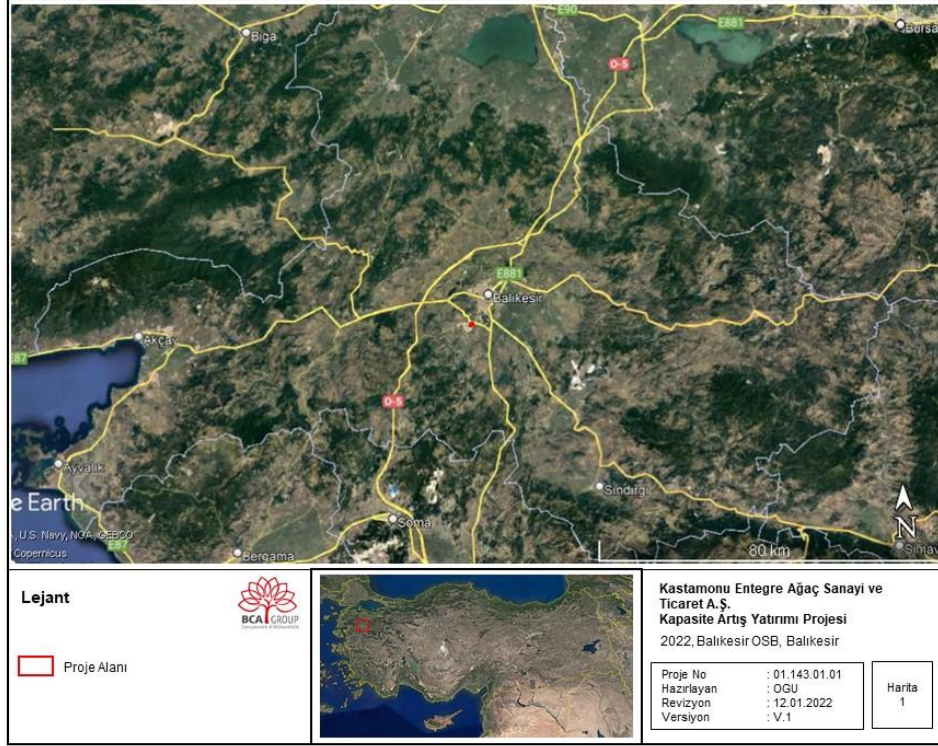 E90
E881
Biga
Bursa
O-5
E881
Balıkesir
Akçay
E87
O-5
Ayvalık
Sındırgı
e Earth
Soma
, U.S. Navy, NGA, GEBCO
E87
Copernicus
Bergama
80 km
N
Simav
Lejant
BCA GROUP
Proje Alanı
Kastamonu Entegre Ağaç Sanayi ve
Ticaret A.Ş.
Kapasite Artış Yatırımı Projesi
2022, Balıkesir OSB, Balıkesir
Proje No : 01.143.01.01
Hazırlayan : OGU
Revizyon : 12.01.2022
Versiyon : V.1
Harita
1